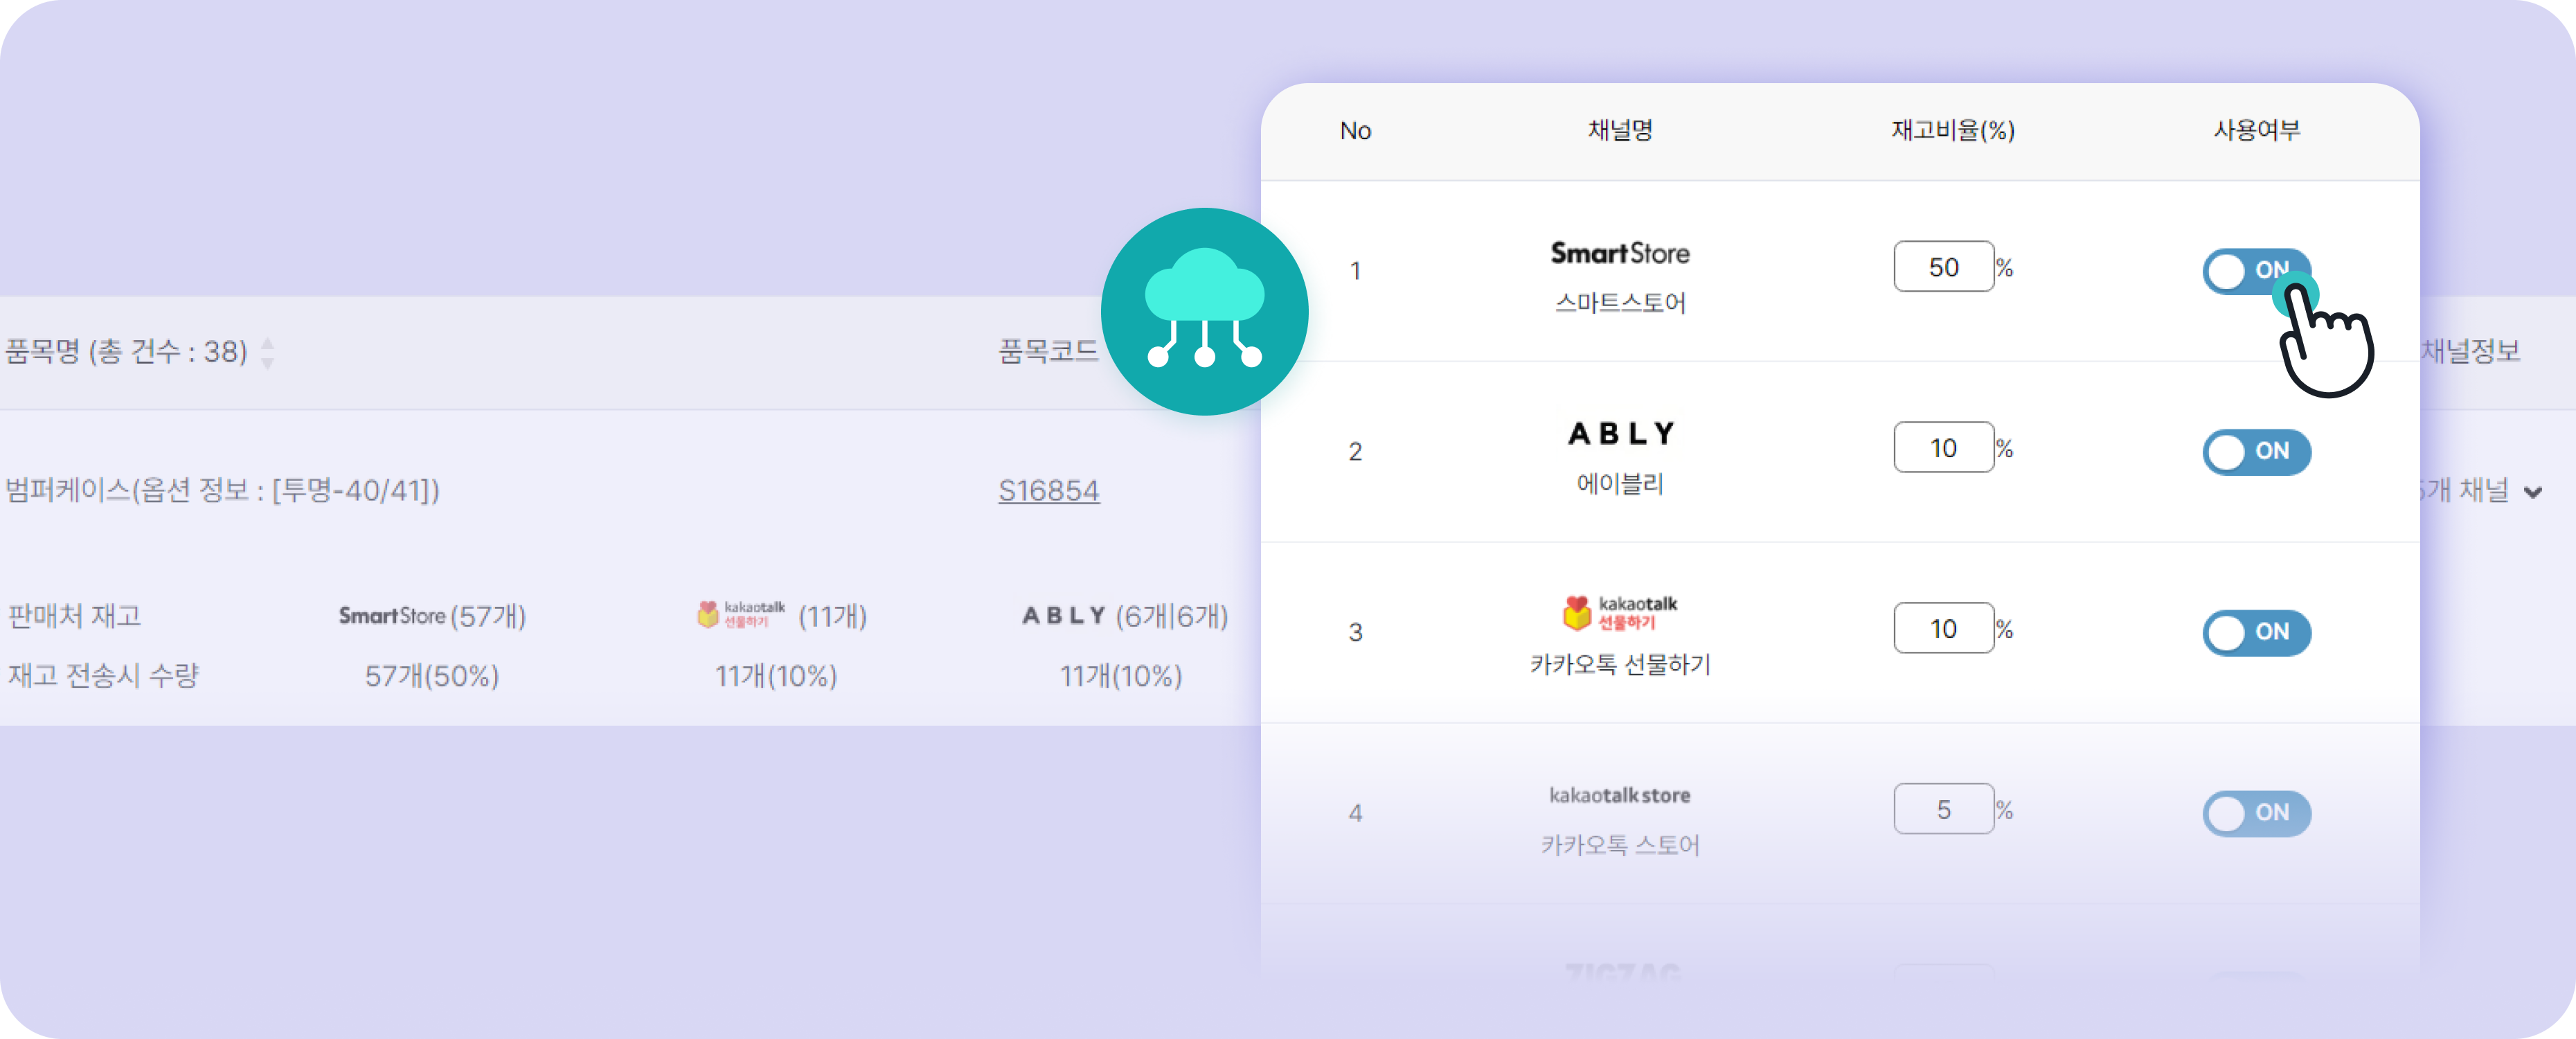 No 채널명 재고비율(%) 사용여부
1 SmartStore 50 % ON
스마트스토어
품목명 (총 건수 : 38) 품목코드 채널정보
2 ABLY 10 % ON
에이블리
범퍼케이스(옵션 정보 : [투명-40/41]) S16854 5개 채널
3 kakaotalk 선물하기 10 % ON
카카오톡 선물하기
판매처 재고 SmartStore (57개) kakaotalk 선물하기 (11개) ABLY (6개|6개)
재고 전송시 수량 57개(50%) 11개(10%) 11개(10%)
4 kakaotalk store 5 % ON
카카오톡 스토어
ZIGZAG